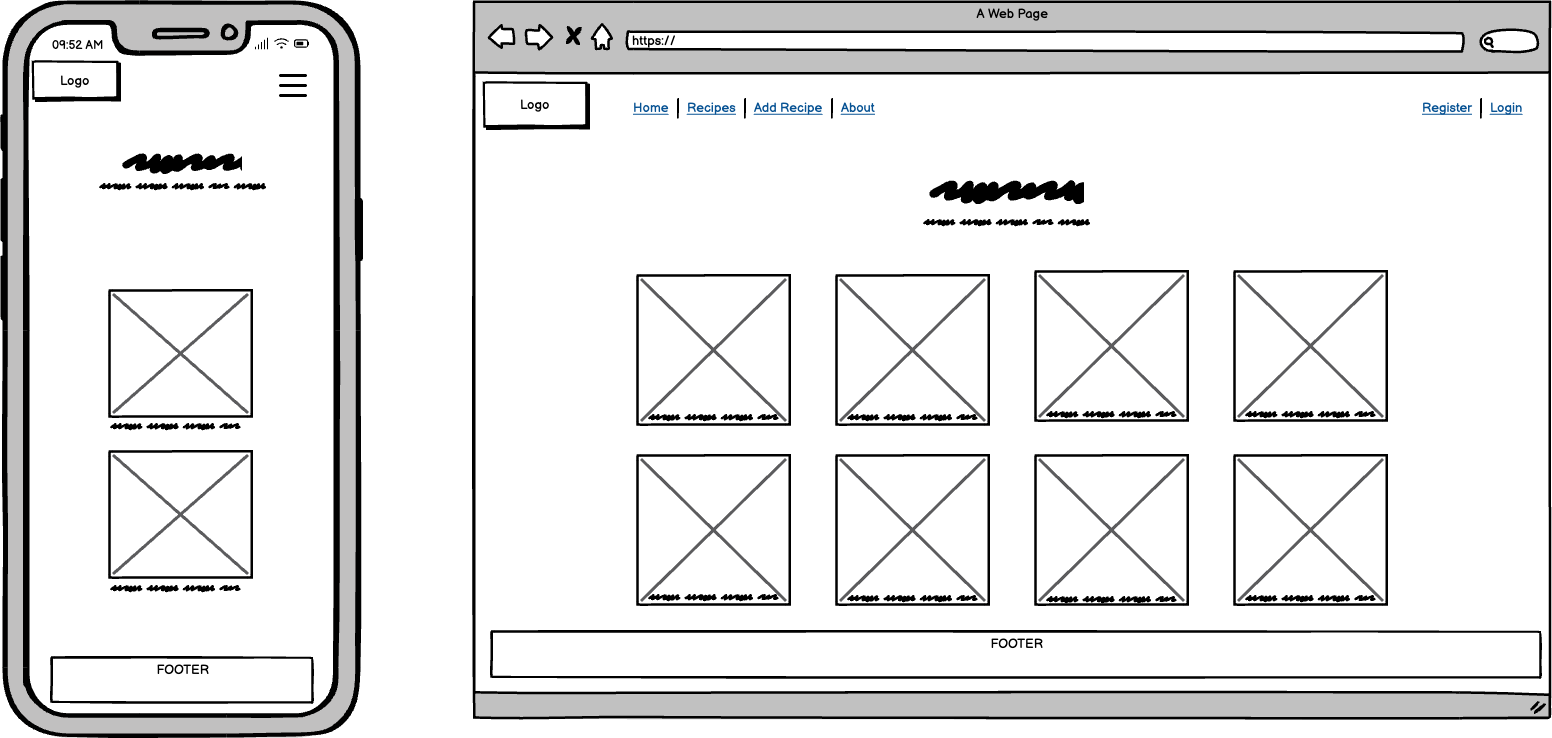 09:52 AM
Logo
FOOTER
A Web Page
https://
Logo
Home Recipes Add Recipe About
Register Login
FOOTER